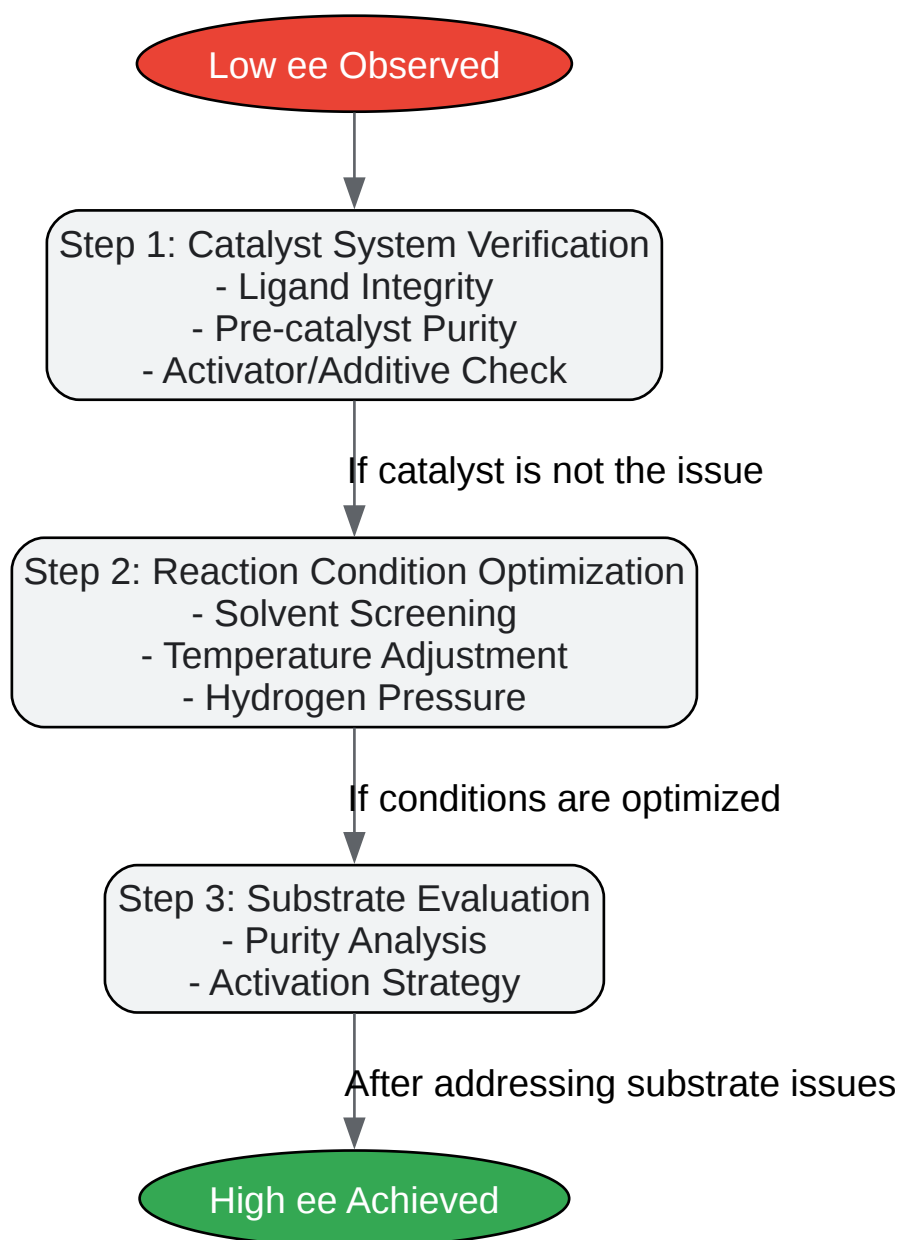 Low ee Observed
Step 1: Catalyst System Verification
- Ligand Integrity
- Pre-catalyst Purity
- Activator/Additive Check
If catalyst is not the issue
Step 2: Reaction Condition Optimization
- Solvent Screening
- Temperature Adjustment
- Hydrogen Pressure
If conditions are optimized
Step 3: Substrate Evaluation
- Purity Analysis
- Activation Strategy
After addressing substrate issues
High ee Achieved